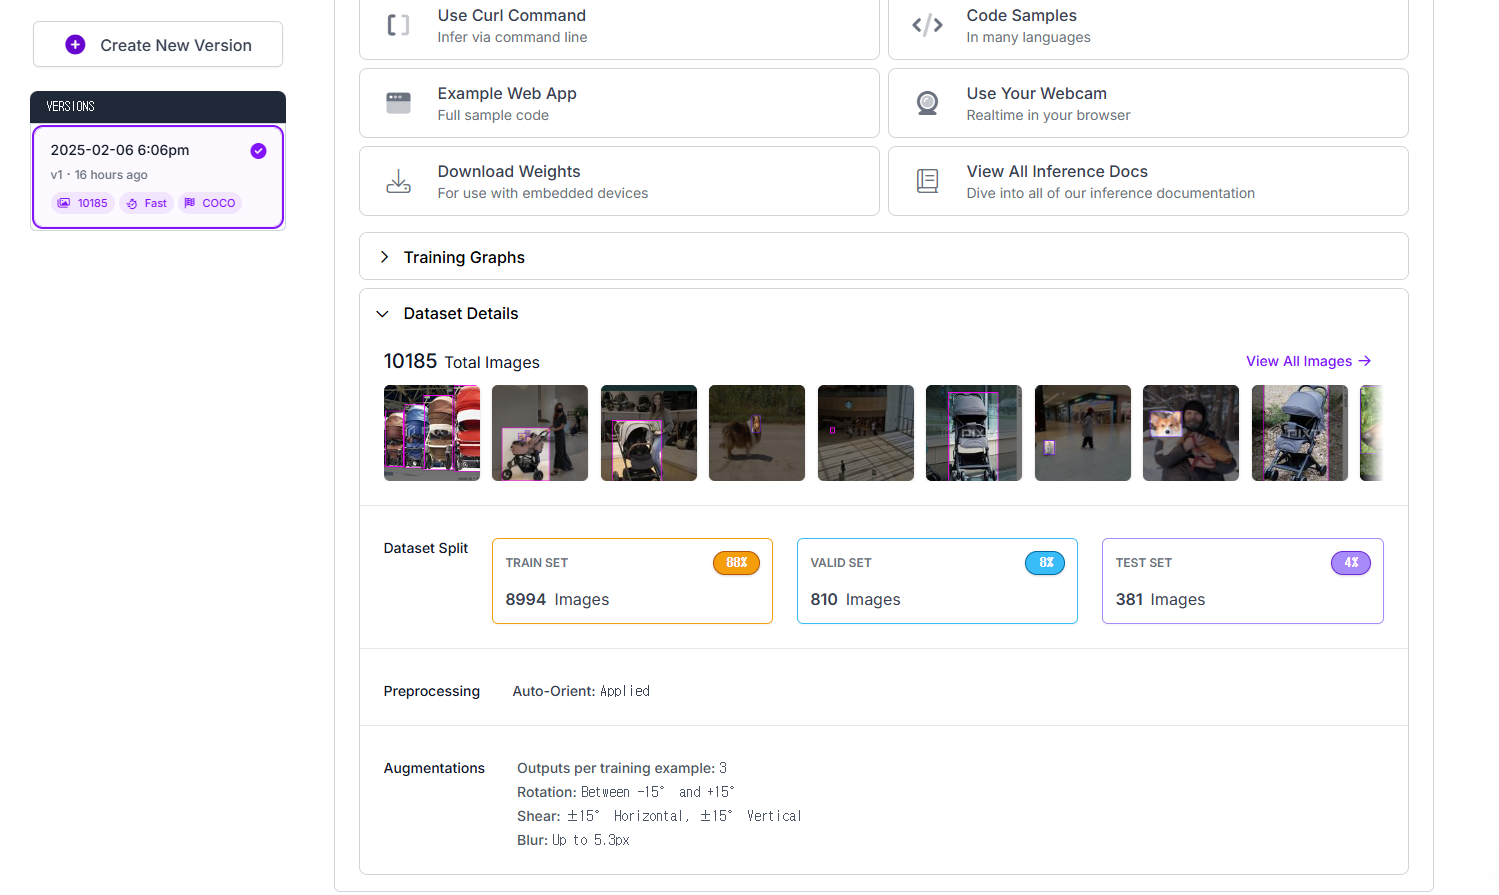 Create New Version
VERSIONS
2025-02-06 6:06pm
v1 · 16 hours ago
10185
Fast
COCO
Use Curl Command
Infer via command line
Code Samples
In many languages
Example Web App
Full sample code
Use Your Webcam
Realtime in your browser
Download Weights
For use with embedded devices
View All Inference Docs
Dive into all of our inference documentation
Training Graphs
Dataset Details
10185 Total Images
View All Images →
Dataset Split
TRAIN SET
88%
8994 Images
VALID SET
8%
810 Images
TEST SET
4%
381 Images
Preprocessing
Auto-Orient: Applied
Augmentations
Outputs per training example: 3
Rotation: Between -15° and +15°
Shear: ±15° Horizontal, ±15° Vertical
Blur: Up to 5.3px